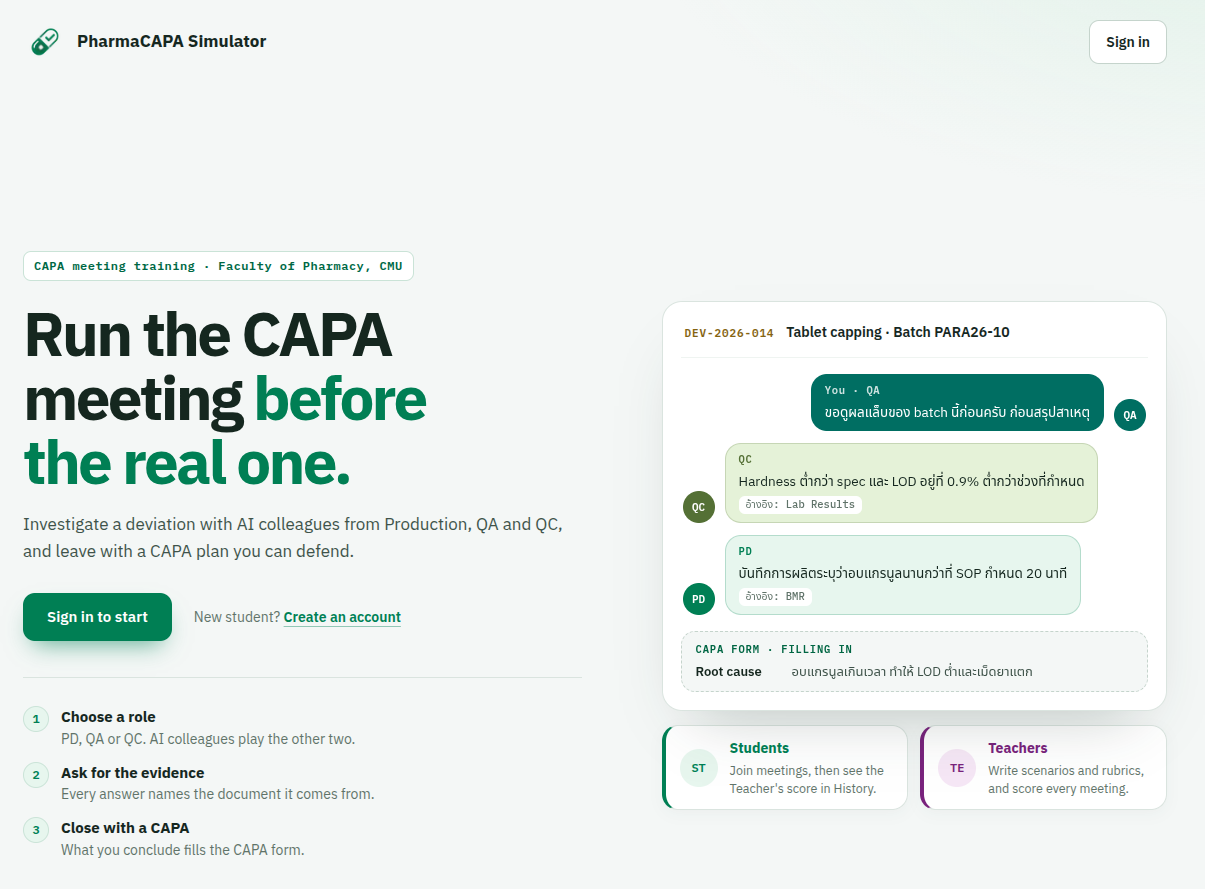 PharmaCAPA Simulator
Sign in
CAPA meeting training · Faculty of Pharmacy, CMU
Run the CAPA
meeting before
the real one.
Investigate a deviation with AI colleagues from Production, QA and QC,
and leave with a CAPA plan you can defend.
Sign in to start
New student? Create an account
1
Choose a role
PD, QA or QC. AI colleagues play the other two.
2
Ask for the evidence
Every answer names the document it comes from.
3
Close with a CAPA
What you conclude fills the CAPA form.
DEV-2026-014 Tablet capping · Batch PARA26-10
You · QA
ขอดูผลแล็บของ batch นี้ก่อนครับ ก่อนสรุปสาเหตุ
QA
QC
Hardness ต่ำกว่า spec และ LOD อยู่ที่ 0.9% ต่ำกว่าช่วงที่กำหนด
อ้างอิง: Lab Results
QC
PD
บันทึกการผลิตระบุว่าอบแกรนูลนานกว่าที่ SOP กำหนด 20 นาที
อ้างอิง: BMR
PD
CAPA FORM · FILLING IN
Root cause อบแกรนูลเกินเวลา ทำให้ LOD ต่ำและเม็ดยาแตก
ST
Students
Join meetings, then see the
Teacher's score in History.
TE
Teachers
Write scenarios and rubrics,
and score every meeting.